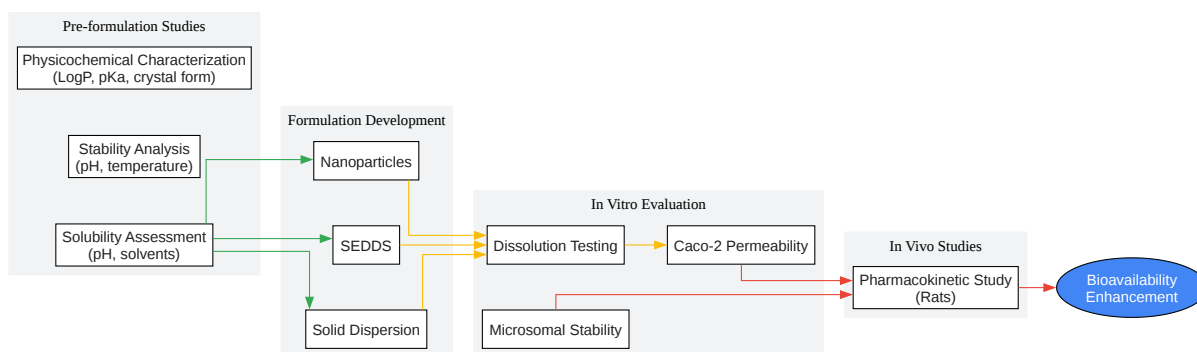 Pre-formulation Studies
Physicochemical Characterization
(LogP, pKa, crystal form)
Stability Analysis
(pH, temperature)
Solubility Assessment
(pH, solvents)
Formulation Development
Nanoparticles
SEDDS
Solid Dispersion
In Vitro Evaluation
Dissolution Testing
Caco-2 Permeability
Microsomal Stability
In Vivo Studies
Pharmacokinetic Study
(Rats)
Bioavailability
Enhancement